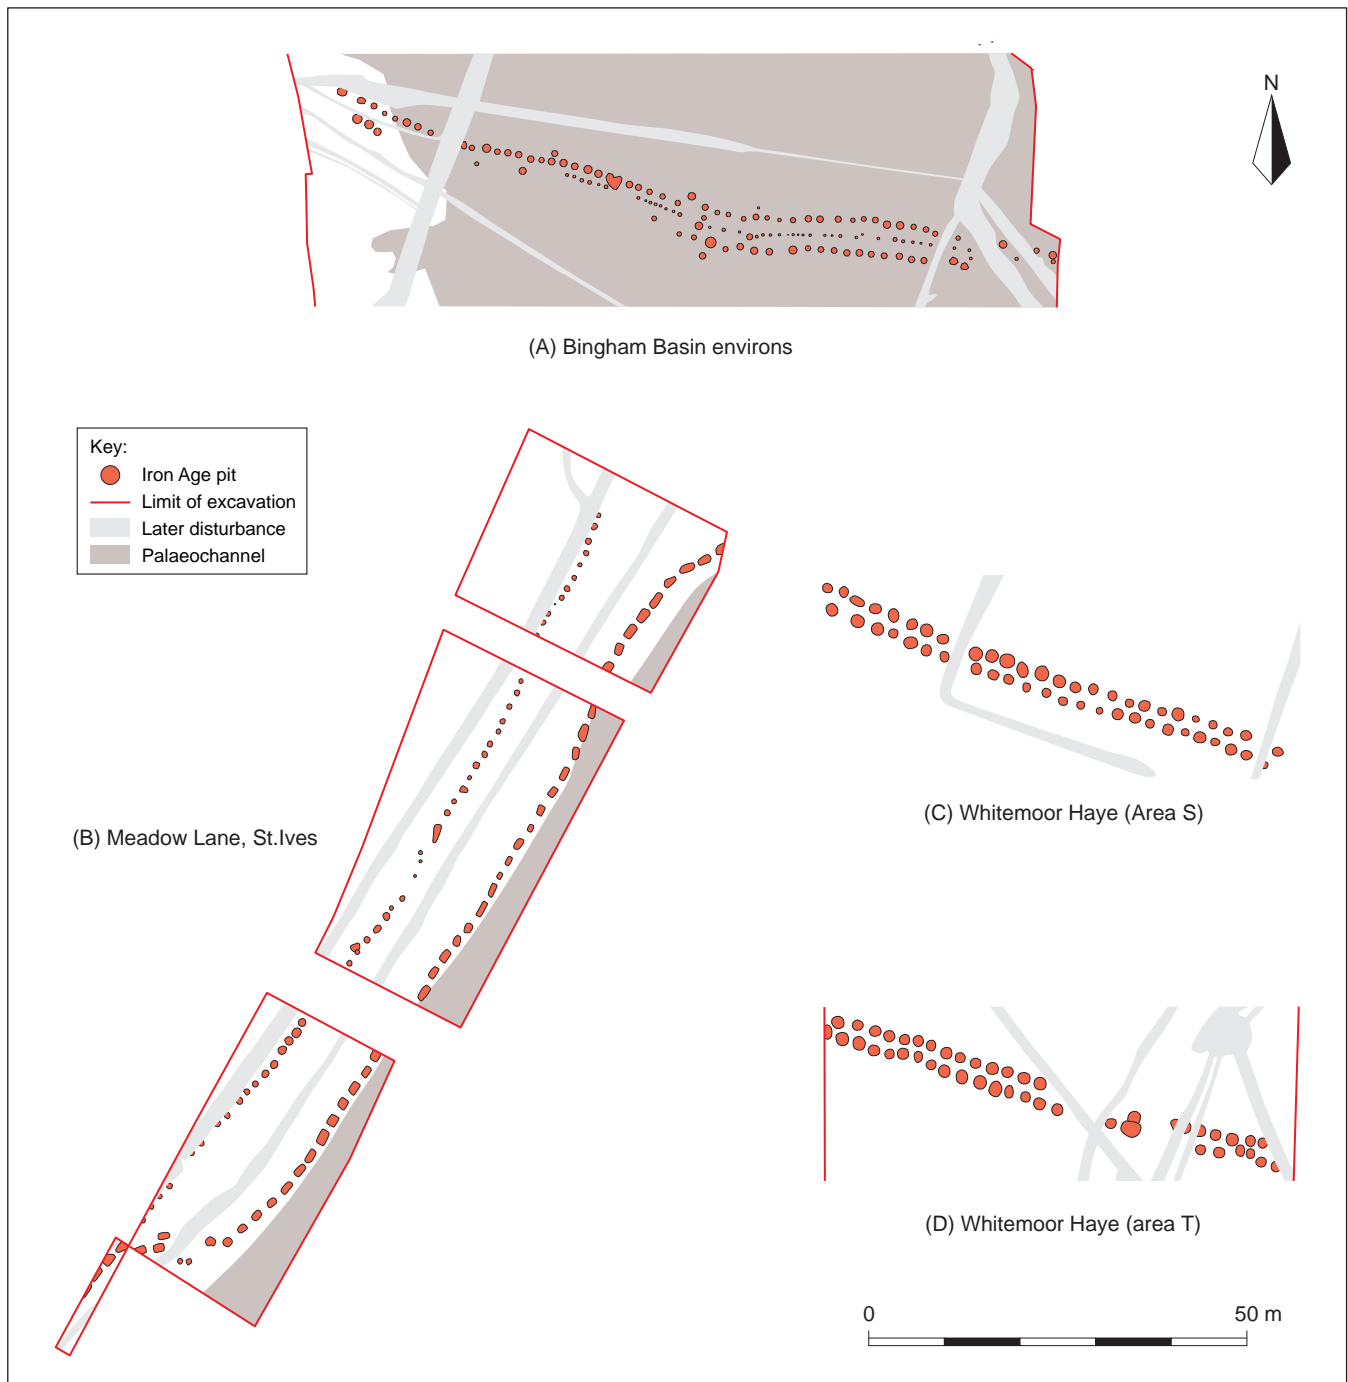 N
(A) Bingham Basin environs
Key:
Iron Age pit
Limit of excavation
Later disturbance
Palaeochannel
(B) Meadow Lane, St.Ives
(C) Whitemoor Haye (Area S)
(D) Whitemoor Haye (area T)
0 50 m